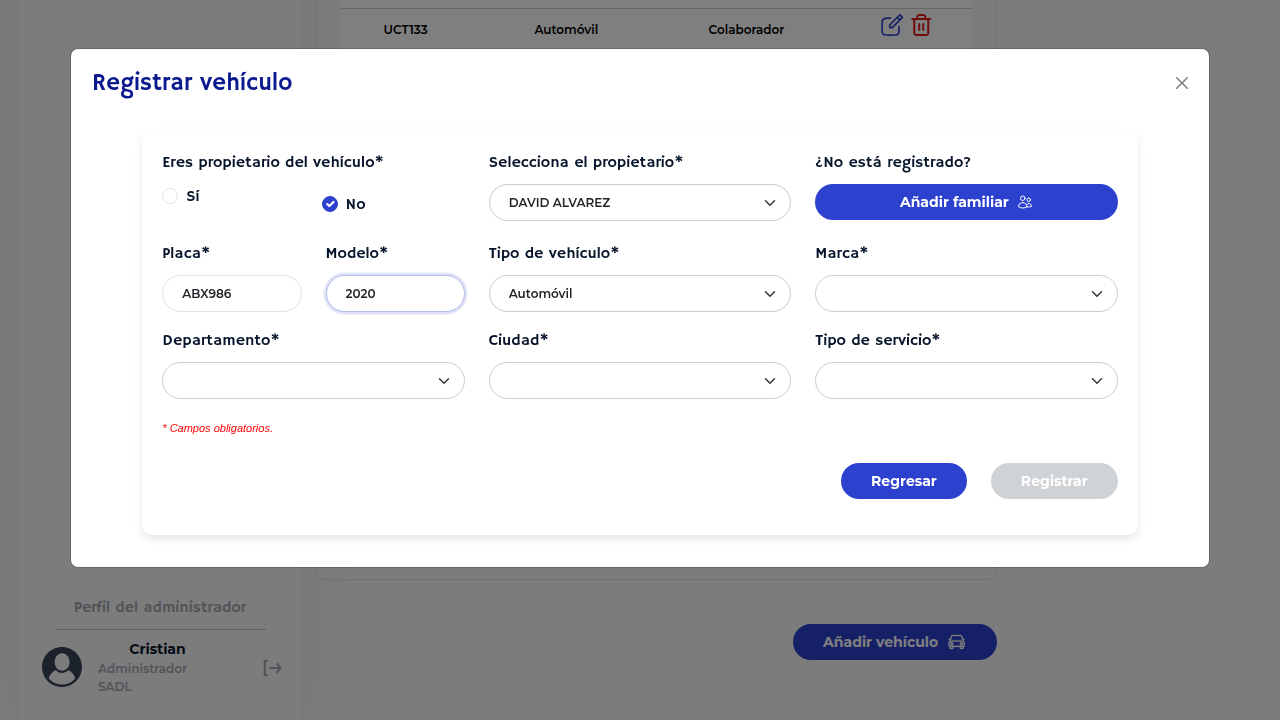 UCT133 Automóvil Colaborador
Registrar vehículo
Eres propietario del vehículo* Selecciona el propietario* ¿No está registrado?
Sí No DAVID ALVAREZ Añadir familiar
Placa* Modelo* Tipo de vehículo* Marca*
ABX986 2020 Automóvil
Departamento* Ciudad* Tipo de servicio*
* Campos obligatorios.
Regresar Registrar
Perfil del administrador
Cristian
Administrador
SADL
Añadir vehículo